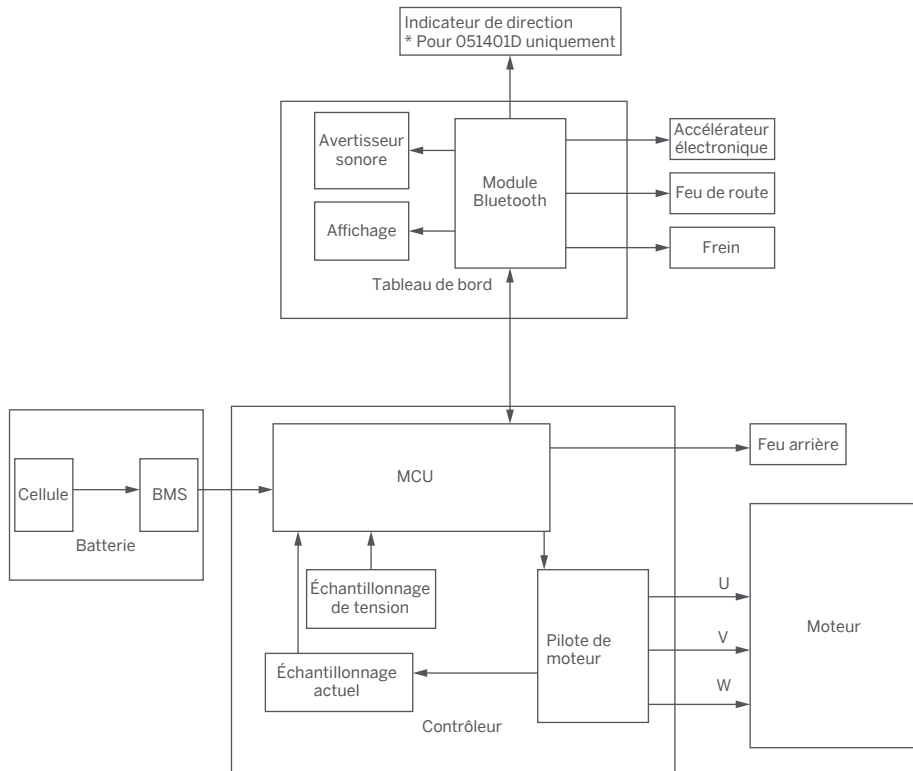 Indicateur de direction
* Pour 051401D uniquement
Avertisseur
sonore
Affichage
Module
Bluetooth
Accélérateur
électronique
Feu de route
Frein
Tableau de bord
Cellule
BMS
Batterie
MCU
Feu arrière
Échantillonnage
de tension
Échantillonnage
actuel
Pilote de
moteur
Contrôleur
U
V
W
Moteur